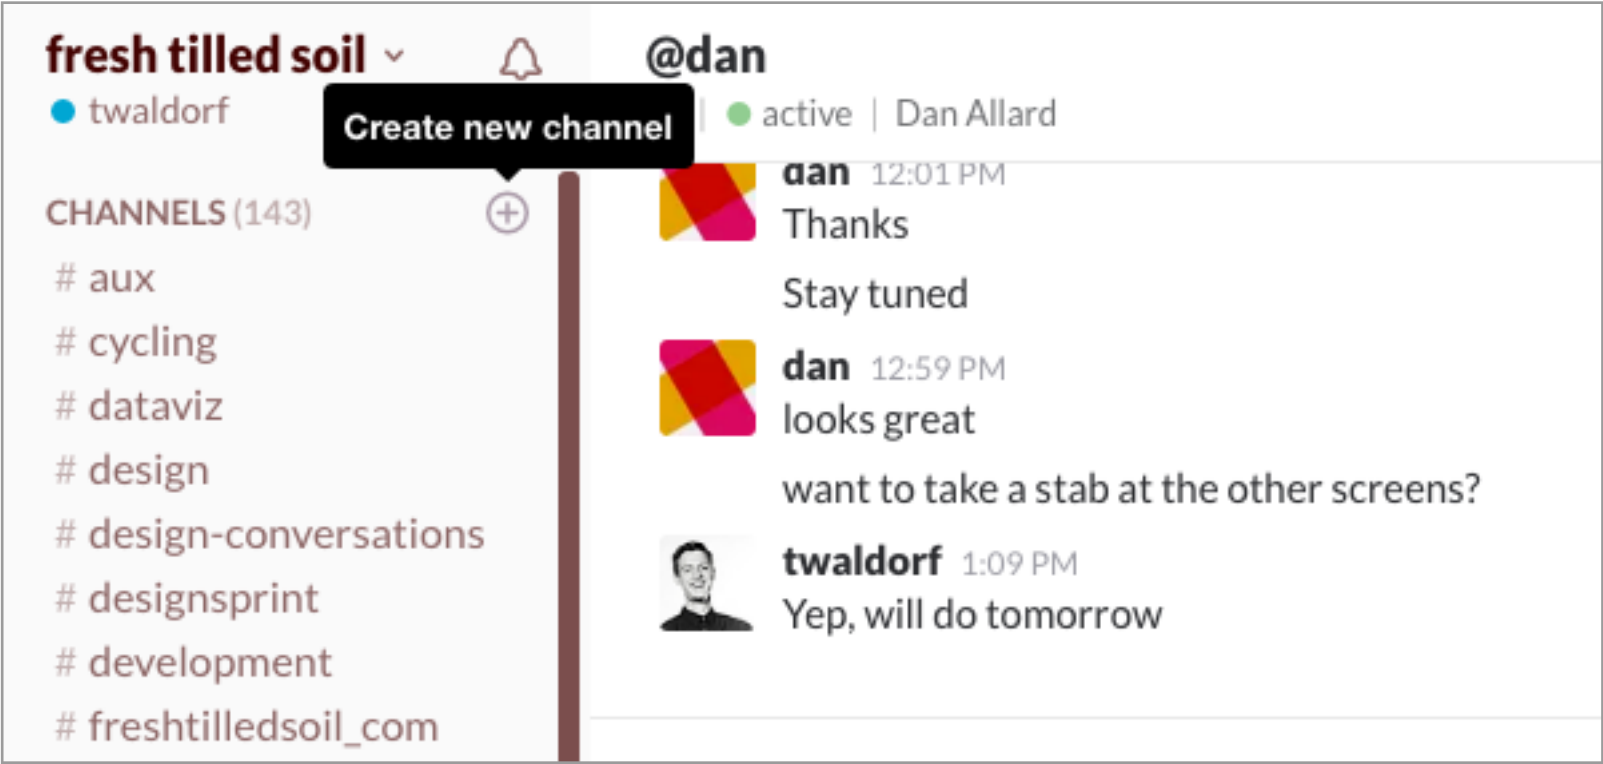 fresh tilled soil
twaldorf
Create new channel
CHANNELS (143)
# aux
# cycling
# dataviz
# design
# design-conversations
# designsprint
# development
# freshtilledsoil_com
@dan
| active | Dan Allard
dan 12:01 PM
Thanks
Stay tuned
dan 12:59 PM
looks great
want to take a stab at the other screens?
twaldorf 1:09 PM
Yep, will do tomorrow